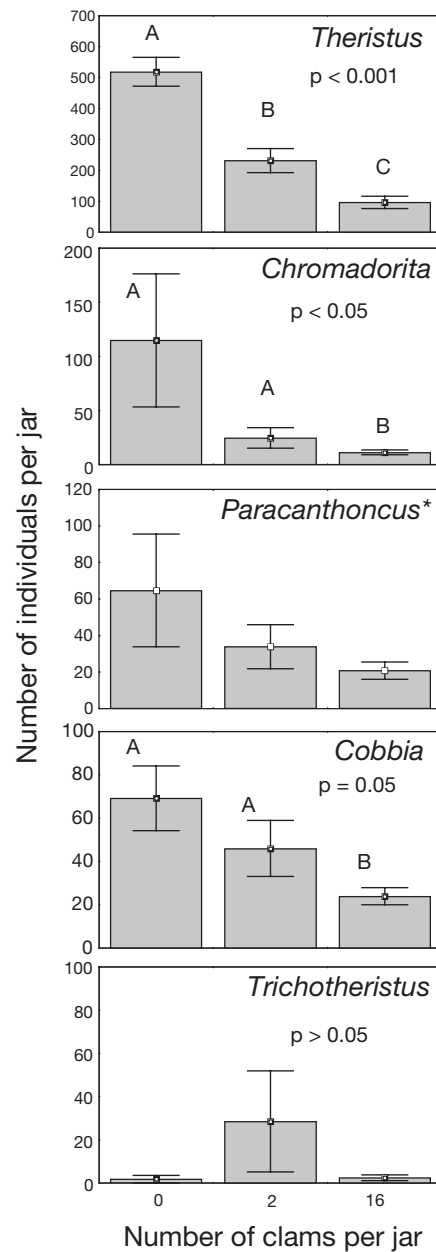 Number of individuals per jar
700
600
500
400
300
200
100
0
A
B
C
Theristus
p < 0.001
200
150
100
50
0
A
A
B
Chromadorita
p < 0.05
120
100
80
60
40
20
0
Paracanthoncus*
100
80
60
40
20
0
A
A
B
Cobbia
p = 0.05
100
80
60
40
20
0
Trichotheristus
p > 0.05
0 2 16
Number of clams per jar